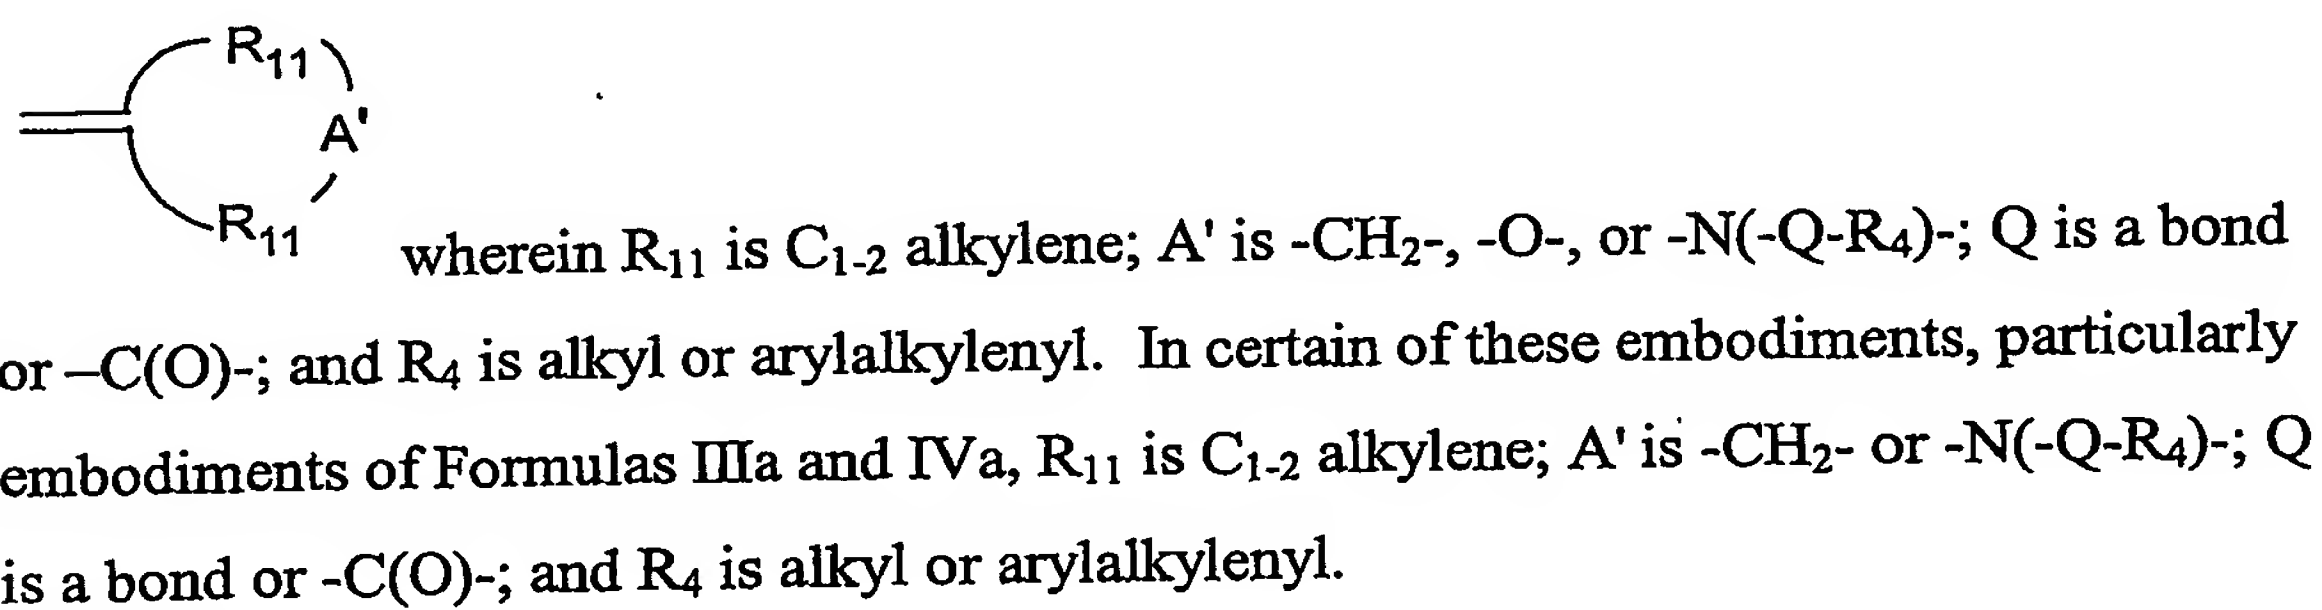 R11
A'
R11
wherein R11 is C1-2 alkylene; A' is -CH2-, -O-, or -N(-Q-R4)-; Q is a bond
or –C(O)-; and R4 is alkyl or arylalkylenyl. In certain of these embodiments, particularly
embodiments of Formulas IIIa and IVa, R11 is C1-2 alkylene; A' is -CH2- or -N(-Q-R4)-; Q
is a bond or -C(O)-; and R4 is alkyl or arylalkylenyl.